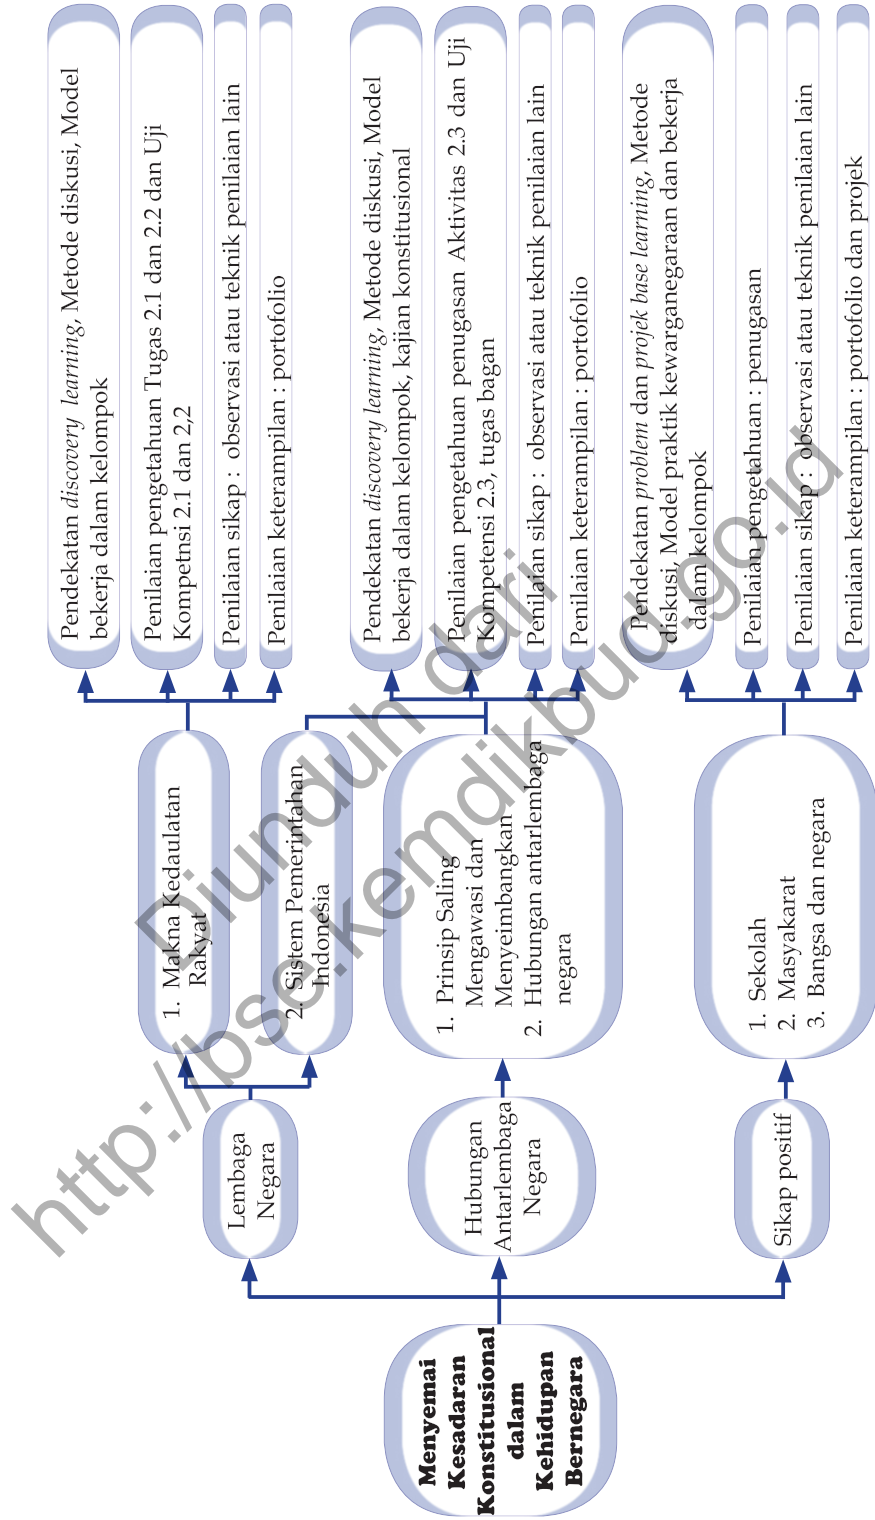 Menyemai
Kesadaran
Konstitusional
dalam
Kehidupan
Bernegara
Lembaga
Negara
1. Makna Kedaulatan
Rakyat
2. Sistem Pemerintahan
Indonesia
Pendekatan discovery learning, Metode diskusi, Model
bekerja dalam kelompok
Penilaian pengetahuan Tugas 2.1 dan 2.2 dan Uji
Kompetnsi 2.1 dan 2,2
Penilaian sikap : observasi atau teknik penilaian lain
Penilaian keterampilan : portofolio
Hubungan
Antarlembaga
Negara
1. Prinsip Saling
Mengawasi dan
Menyeimbangkan
2. Hubungan antarlembaga
negara
Pendekatan discovery learning, Metode diskusi, Model
bekerja dalam kelompok, kajian konstitusional
Penilaian pengetahuan penugasan Aktivitas 2.3 dan Uji
Kompetensi 2.3, tugas bagan
Penilaian sikap : observasi atau teknik penilaian lain
Penilaian keterampilan : portofolio
Sikap positif
1. Sekolah
2. Masyakarat
3. Bangsa dan negara
Pendekatan problem dan projek base learning, Metode
diskusi, Model praktik kewarganegaraan dan bekerja
dalam kelompok
Penilaian pengetahuan : penugasan
Penilaian sikap : observasi atau teknik penilaian lain
Penilaian keterampilan : portofolio dan projek
Diunduh dari
http://bse.kemdikbud.go.id